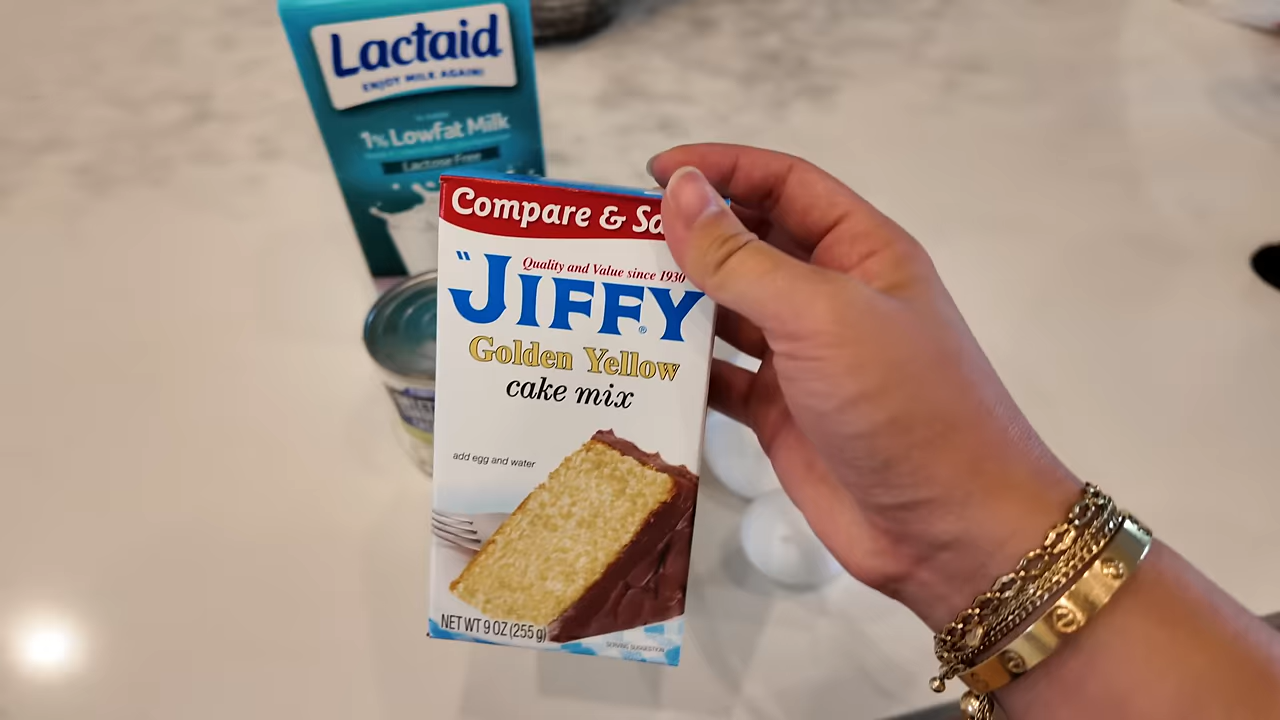 Lactaid
ENJOY MILK AGAIN!
1% Lowfat Milk
Lactose Free
Compare & Sa
Quality and Value since 1930
"JIFFY®
Golden Yellow
cake mix
add egg and water
NET WT 9 OZ (255 g)
SERVING SUGGESTION